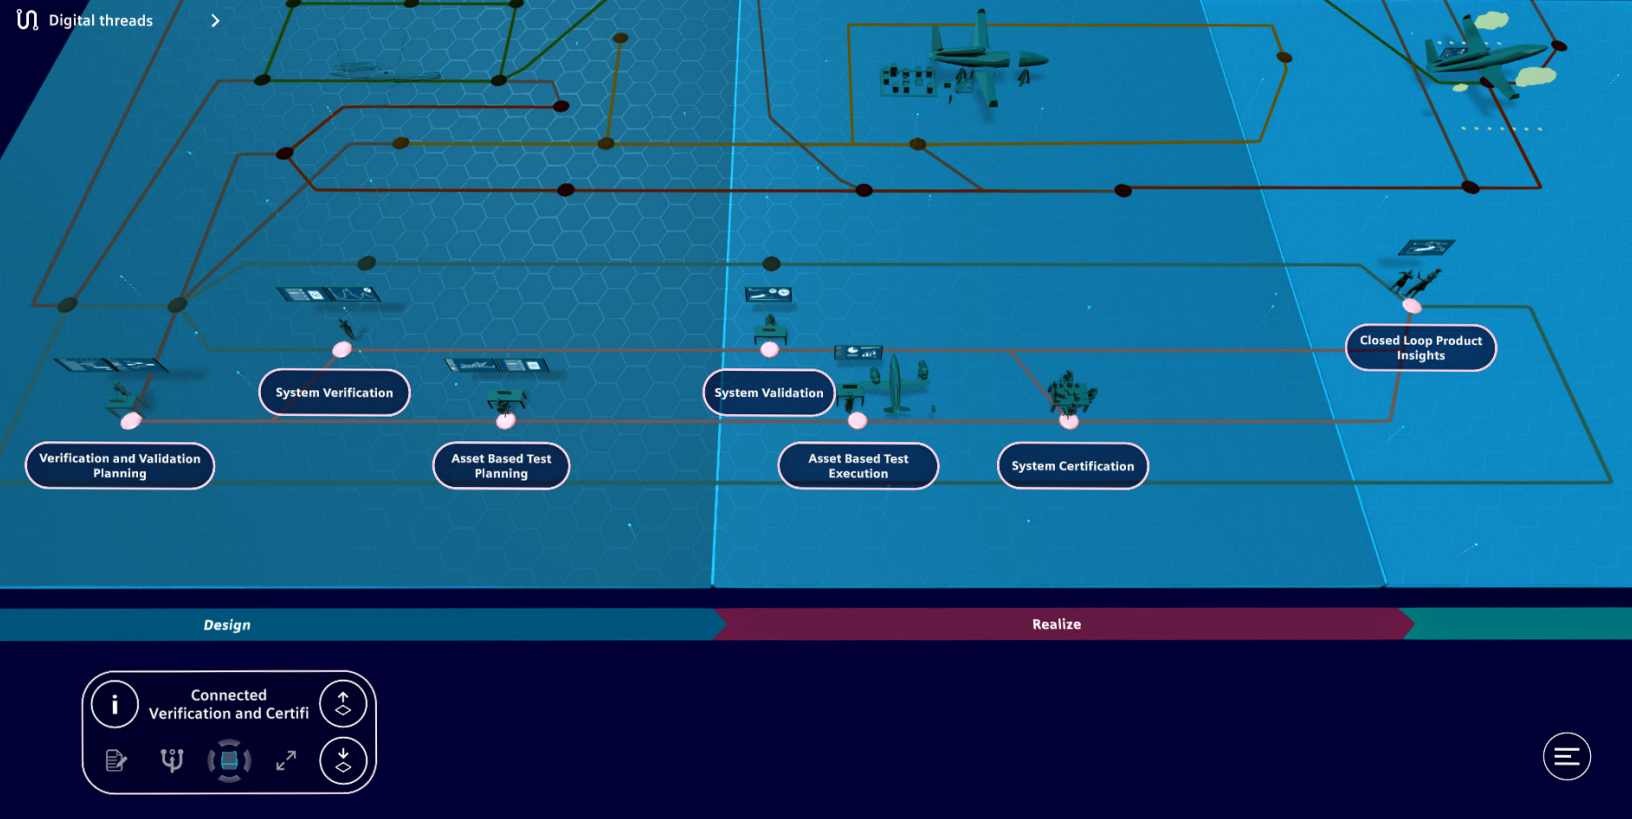 Digital threads
Closed Loop Product
Insights
System Verification
System Validation
Verification and Validation
Planning
Asset Based Test
Planning
Asset Based Test
Execution
System Certification
Design
Realize
i
Connected
Verification and Certifi